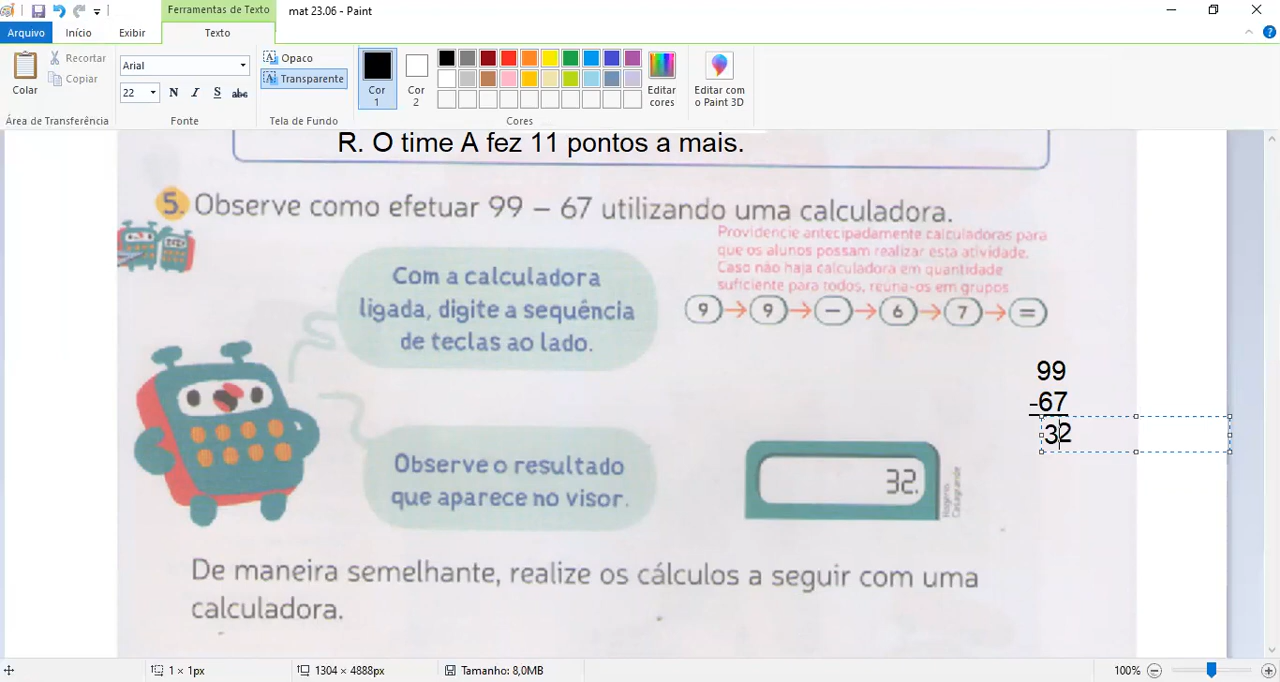 Ferramentas de Texto
mat 23.06 - Paint
Arquivo
Início
Exibir
Texto
Colar
Recortar
Copiar
Área de Transferência
Arial
22
N I S abc
Fonte
Opaco
Transparente
Tela de Fundo
Cor
1
Cor
2
Editar
cores
Cores
Editar com
o Paint 3D
R. O time A fez 11 pontos a mais.
5. Observe como efetuar 99 – 67 utilizando uma calculadora.
Providencie antecipadamente calculadoras para
que os alunos possam realizar esta atividade.
Caso não haja calculadora em quantidade
suficiente para todos, reúna-os em grupos.
Com a calculadora
ligada, digite a sequência
de teclas ao lado.
9 → 9 → – → 6 → 7 → =
99
-67
32
Observe o resultado
que aparece no visor.
32.
Rogério
Casagrande
De maneira semelhante, realize os cálculos a seguir com uma
calculadora.
1 × 1px
1304 × 4888px
Tamanho: 8,0MB
100%